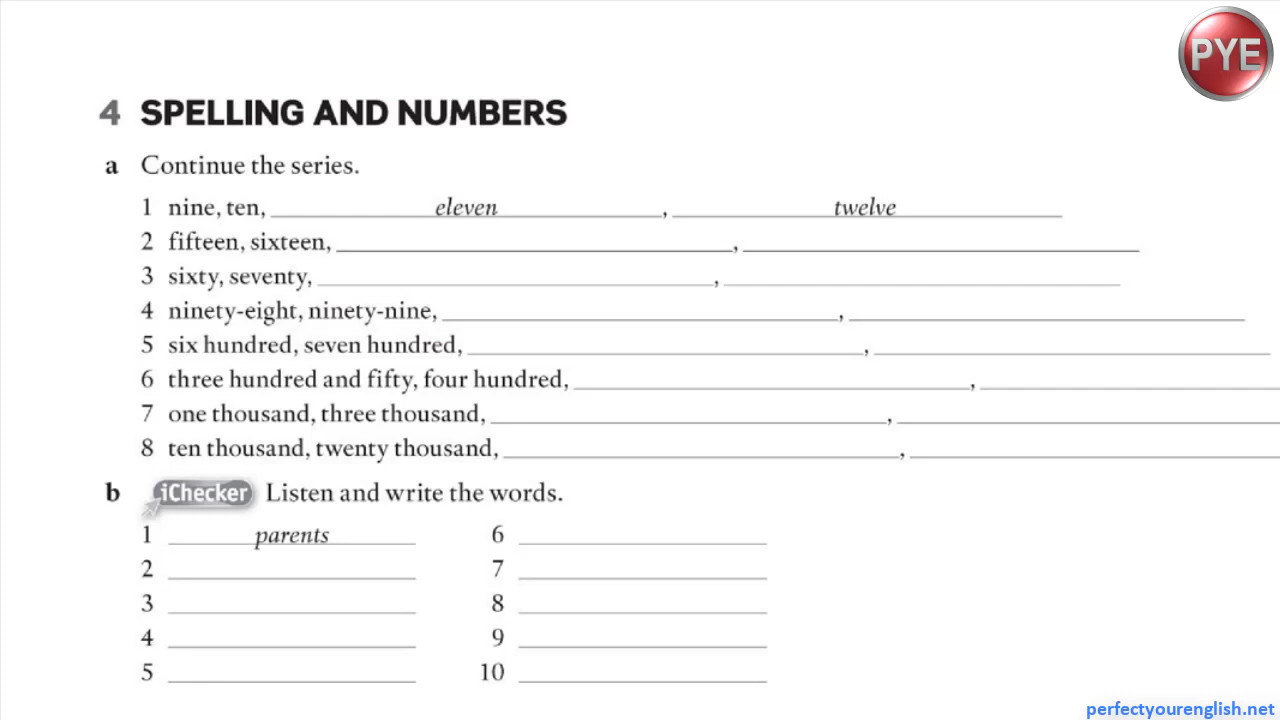 PYE
4 SPELLING AND NUMBERS
a Continue the series.
1 nine, ten, eleven, twelve
2 fifteen, sixteen, ,
3 sixty, seventy, ,
4 ninety-eight, ninety-nine, ,
5 six hundred, seven hundred, ,
6 three hundred and fifty, four hundred, ,
7 one thousand, three thousand, ,
8 ten thousand, twenty thousand, ,
b iChecker Listen and write the words.
1 parents
2
3
4
5
6
7
8
9
10
perfectyourenglish.net